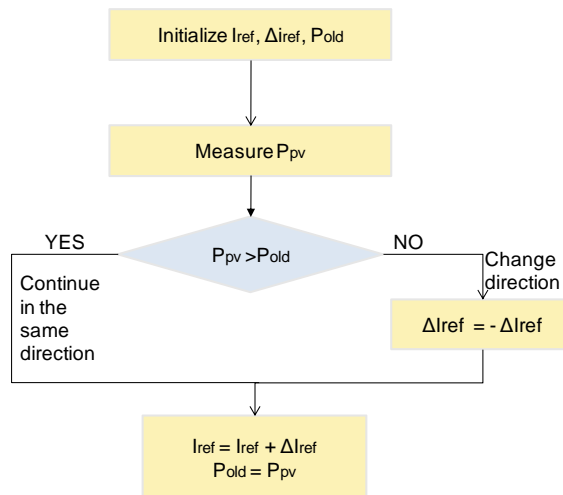 Initialize Iref, Δiref, Pold
Measure Ppv
YES
Ppv >Pold
NO
Continue
in the
same
direction
Change
direction
ΔIref = - ΔIref
Iref = Iref + ΔIref
Pold = Ppv